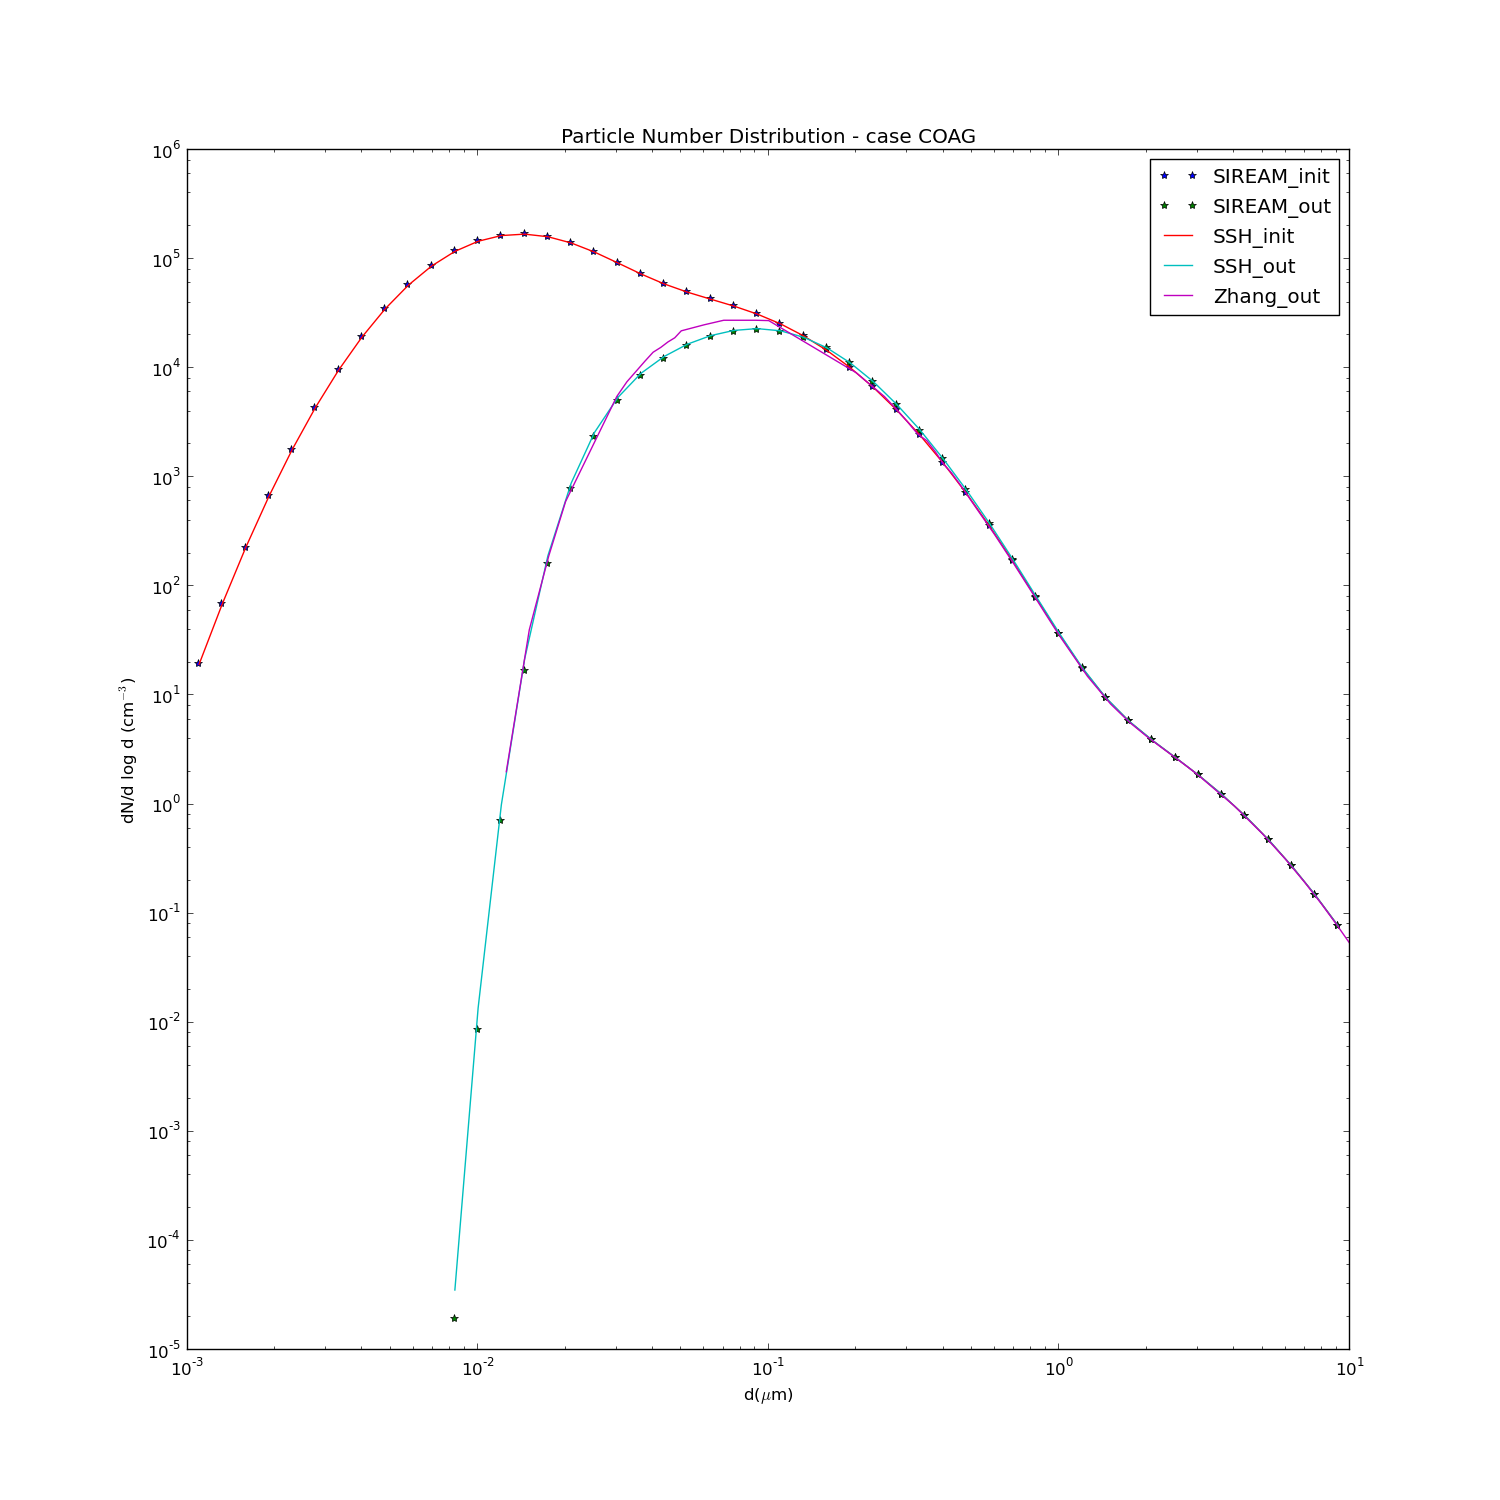 Particle Number Distribution - case COAG
10^6
10^5
10^4
10^3
10^2
10^1
10^0
10^-1
10^-2
10^-3
10^-4
10^-5
dN/d log d (cm^−3)
SIREAM_init
SIREAM_out
SSH_init
SSH_out
Zhang_out
10^-3 10^-2 10^-1 10^0 10^1
d(μm)